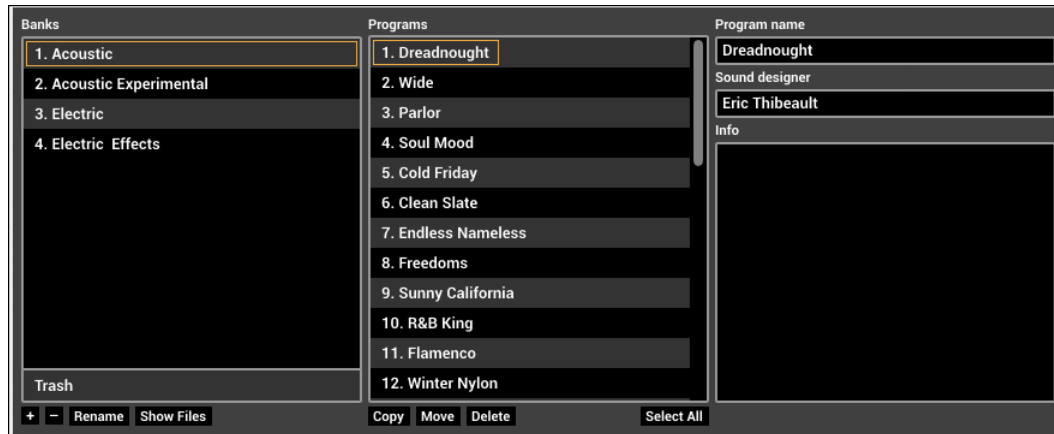 Banks
1. Acoustic
2. Acoustic Experimental
3. Electric
4. Electric  Effects
Trash
+ − Rename Show Files
Programs
1. Dreadnought
2. Wide
3. Parlor
4. Soul Mood
5. Cold Friday
6. Clean Slate
7. Endless Nameless
8. Freedoms
9. Sunny California
10. R&B King
11. Flamenco
12. Winter Nylon
Copy Move Delete Select All
Program name
Dreadnought
Sound designer
Eric Thibeault
Info